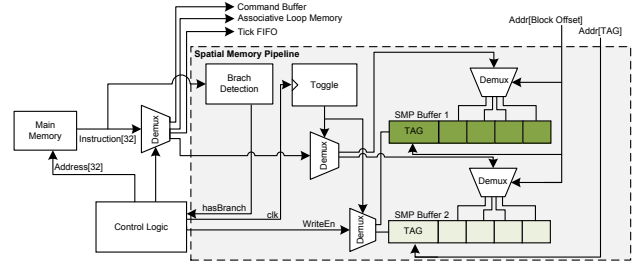 Command Buffer
Associative Loop Memory
Tick FIFO
Addr[Block Offset]
Addr[TAG]
Spatial Memory Pipeline
Brach
Detection
Toggle
Demux
Main
Memory
Instruction[32]
Demux
SMP Buffer 1
TAG
Demux
Address[32]
Demux
Control Logic
hasBranch
clk
WriteEn
Demux
SMP Buffer 2
TAG